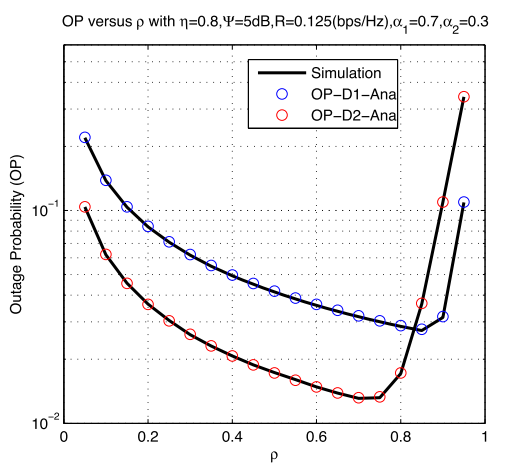 OP versus ρ with η=0.8,Ψ=5dB,R=0.125(bps/Hz),α₁=0.7,α₂=0.3
Simulation
OP−D1−Ana
OP−D2−Ana
Outage Probability (OP)
10⁻¹
10⁻²
0 0.2 0.4 0.6 0.8 1
ρ